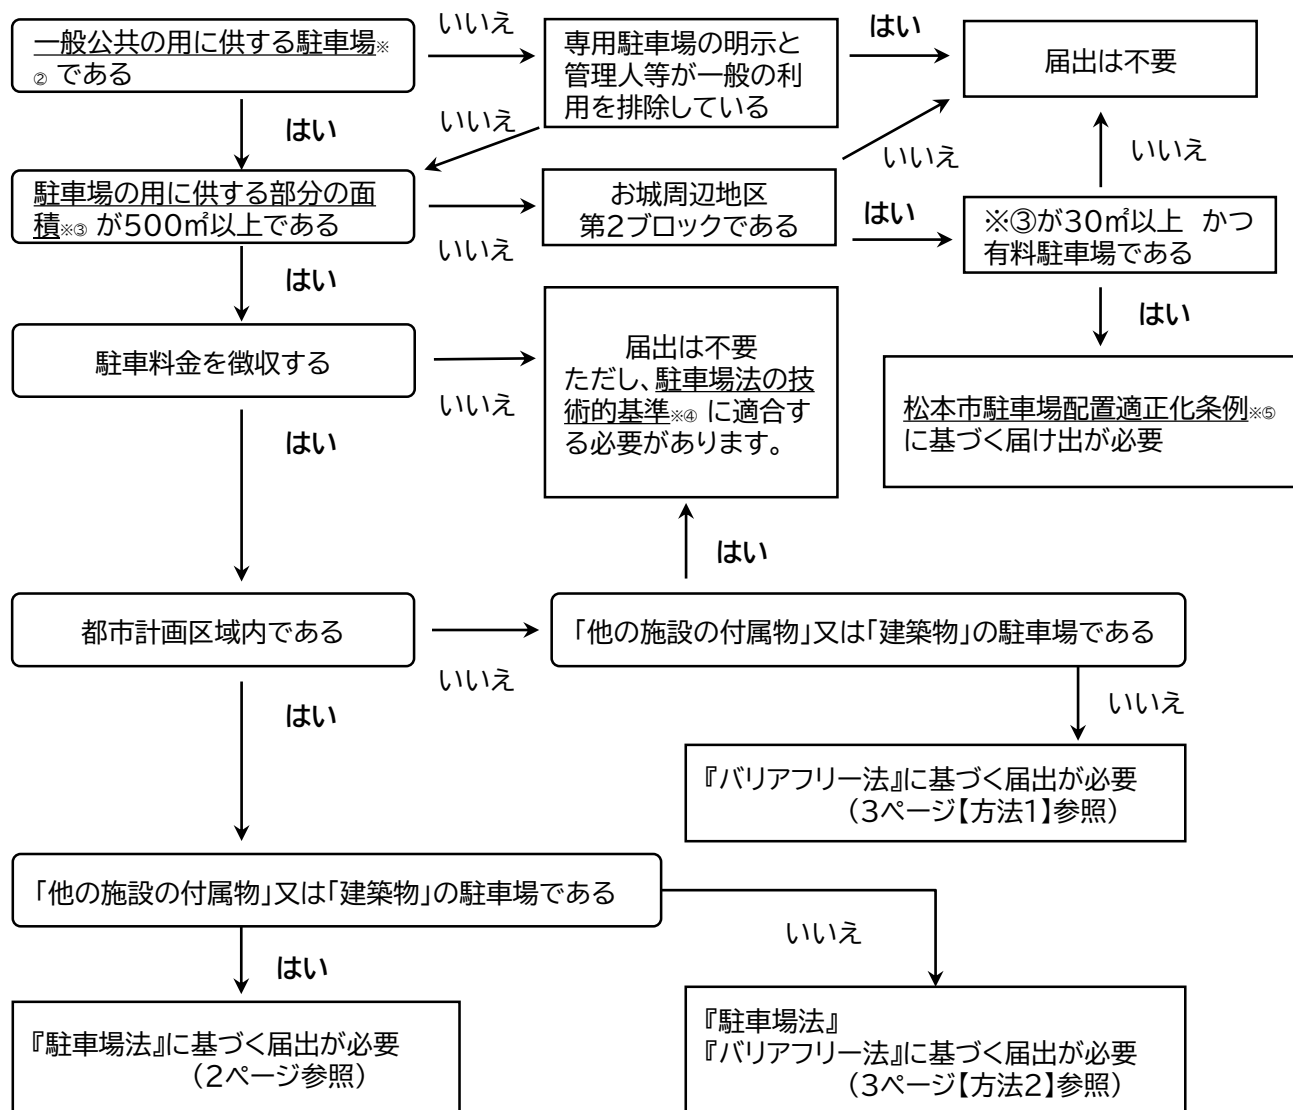 いいえ
はい
一般公共の用に供する駐車場※
② である
専用駐車場の明示と
管理人等が一般の利
用を排除している
届出は不要
はい
いいえ
いいえ
いいえ
駐車場の用に供する部分の面
積※③ が500㎡以上である
お城周辺地区
第2ブロックである
はい
※③が30㎡以上 かつ
有料駐車場である
いいえ
はい
はい
駐車料金を徴収する
届出は不要
ただし、駐車場法の技
術的基準※④ に適合す
る必要があります。
いいえ
松本市駐車場配置適正化条例※⑤
に基づく届け出が必要
はい
はい
都市計画区域内である
「他の施設の付属物」又は「建築物」の駐車場である
いいえ
はい
いいえ
『バリアフリー法』に基づく届出が必要
（3ページ【方法1】参照）
「他の施設の付属物」又は「建築物」の駐車場である
いいえ
はい
『駐車場法』に基づく届出が必要
（2ページ参照）
『駐車場法』
『バリアフリー法』に基づく届出が必要
（3ページ【方法2】参照）